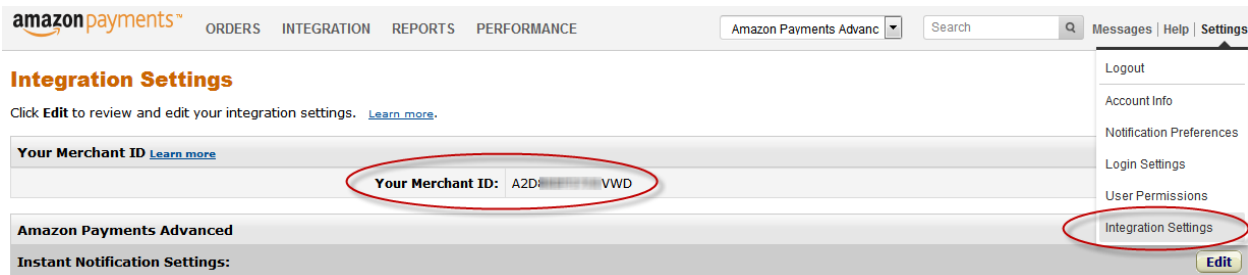 amazon payments™ ORDERS INTEGRATION REPORTS PERFORMANCE Amazon Payments Advanc Search Messages | Help | Settings
Logout
Account Info
Notification Preferences
Login Settings
User Permissions
Integration Settings
Integration Settings
Click Edit to review and edit your integration settings. Learn more.
Your Merchant ID Learn more
Your Merchant ID: A2D VWD
Amazon Payments Advanced
Instant Notification Settings: Edit